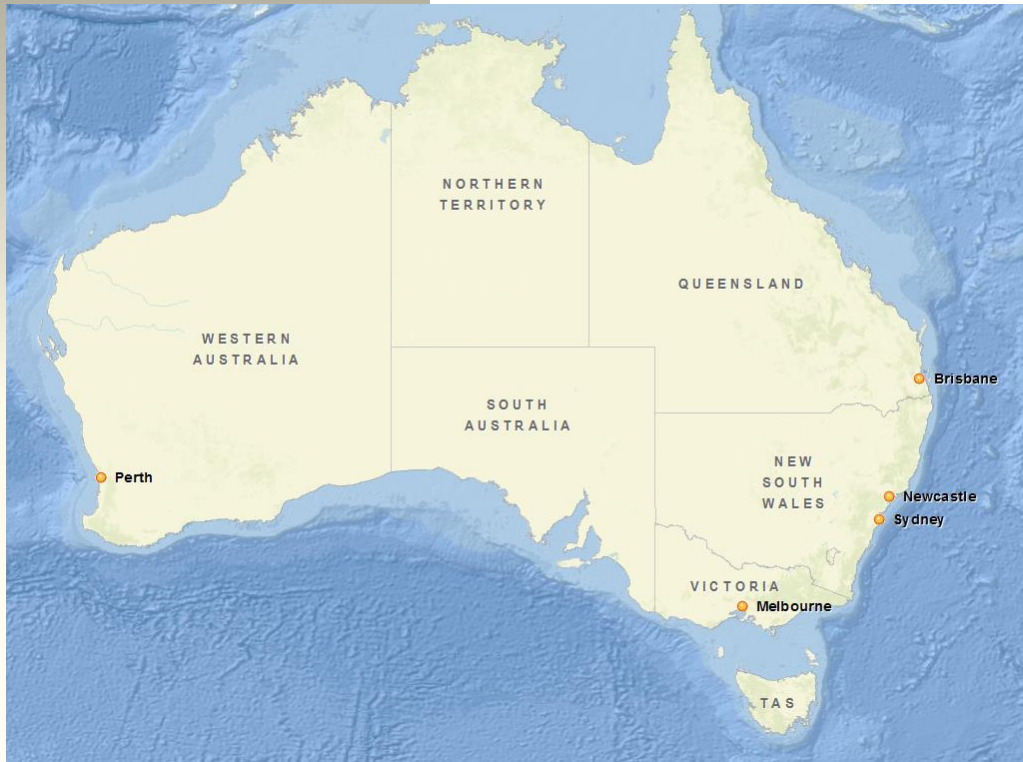 NORTHERN
TERRITORY
QUEENSLAND
WESTERN
AUSTRALIA
Brisbane
SOUTH
AUSTRALIA
NEW
SOUTH
WALES
Perth
Newcastle
Sydney
VICTORIA
Melbourne
TAS